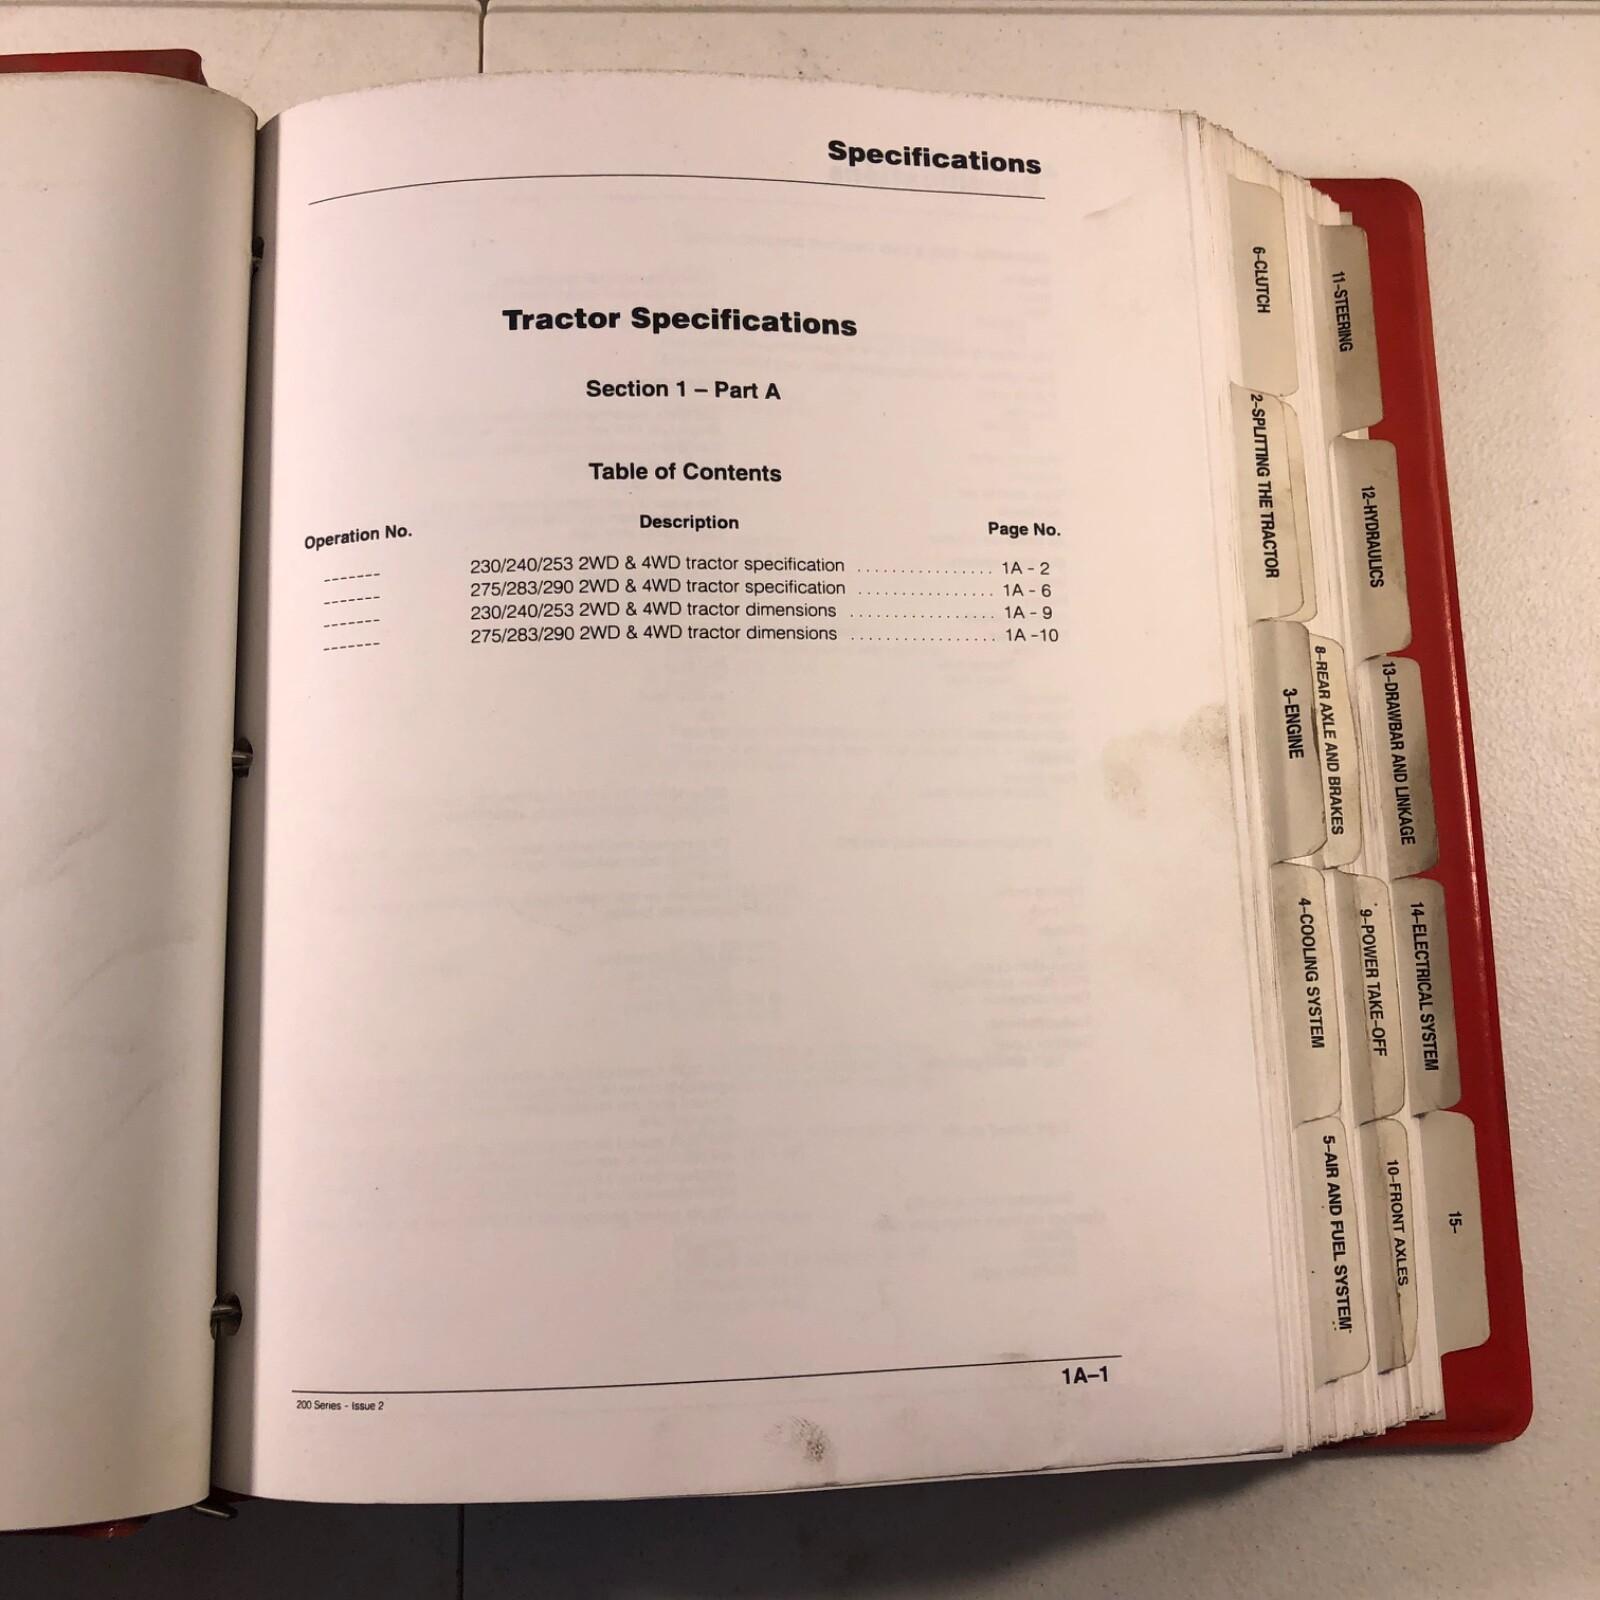 Specifications
Tractor Specifications
Section 1 – Part A
Table of Contents
Operation No. Description Page No.
------- 230/240/253 2WD & 4WD tractor specification ................ 1A - 2
------- 275/283/290 2WD & 4WD tractor specification ................ 1A - 6
------- 230/240/253 2WD & 4WD tractor dimensions ................. 1A - 9
------- 275/283/290 2WD & 4WD tractor dimensions ................. 1A -10
1A–1
200 Series - Issue 2
6–CLUTCH
2–SPLITTING THE TRACTOR
3–ENGINE
4–COOLING SYSTEM
5–AIR AND FUEL SYSTEM
8–REAR AXLE AND BRAKES
9–POWER TAKE–OFF
10–FRONT AXLES
11–STEERING
12–HYDRAULICS
13–DRAWBAR AND LINKAGE
14–ELECTRICAL SYSTEM
15–